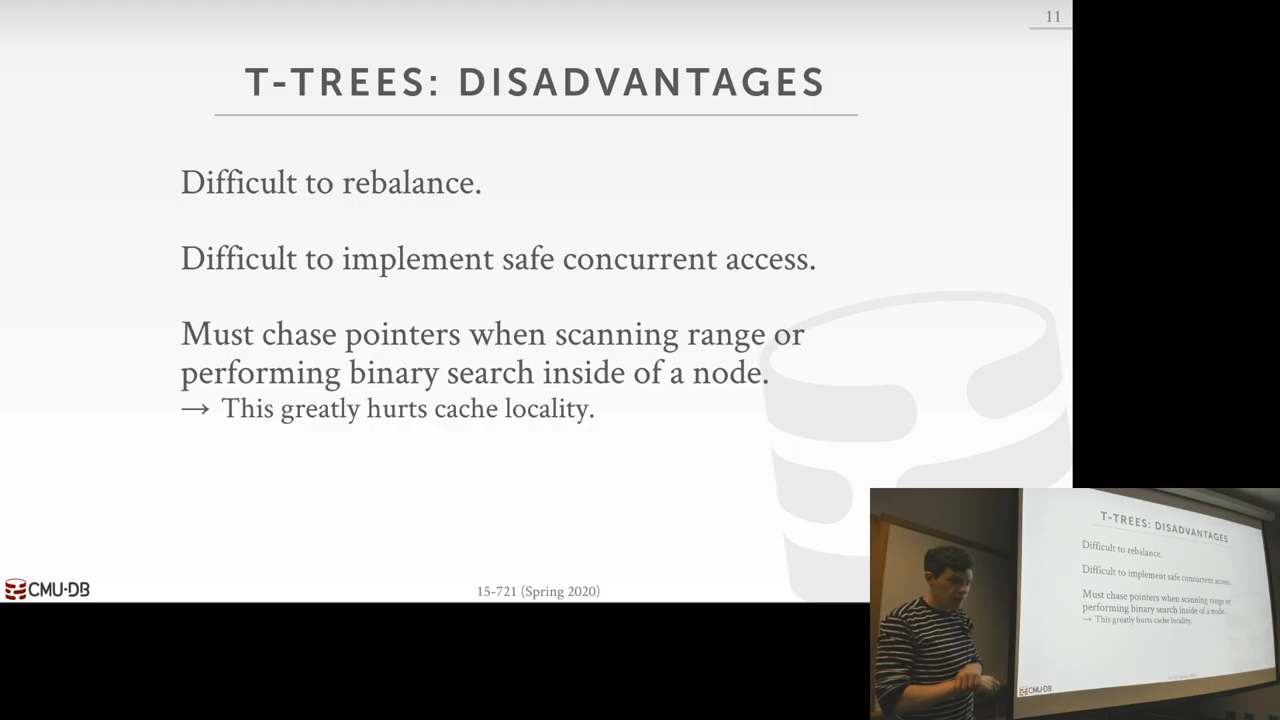 11
T-TREES: DISADVANTAGES
Difficult to rebalance.
Difficult to implement safe concurrent access.
Must chase pointers when scanning range or
performing binary search inside of a node.
→ This greatly hurts cache locality.
CMU·DB
15-721 (Spring 2020)
T-TREES: DISADVANTAGES
Difficult to rebalance.
Difficult to implement safe concurrent access.
Must chase pointers when scanning range or
performing binary search inside of a node.
→ This greatly hurts cache locality.
CMU·DB